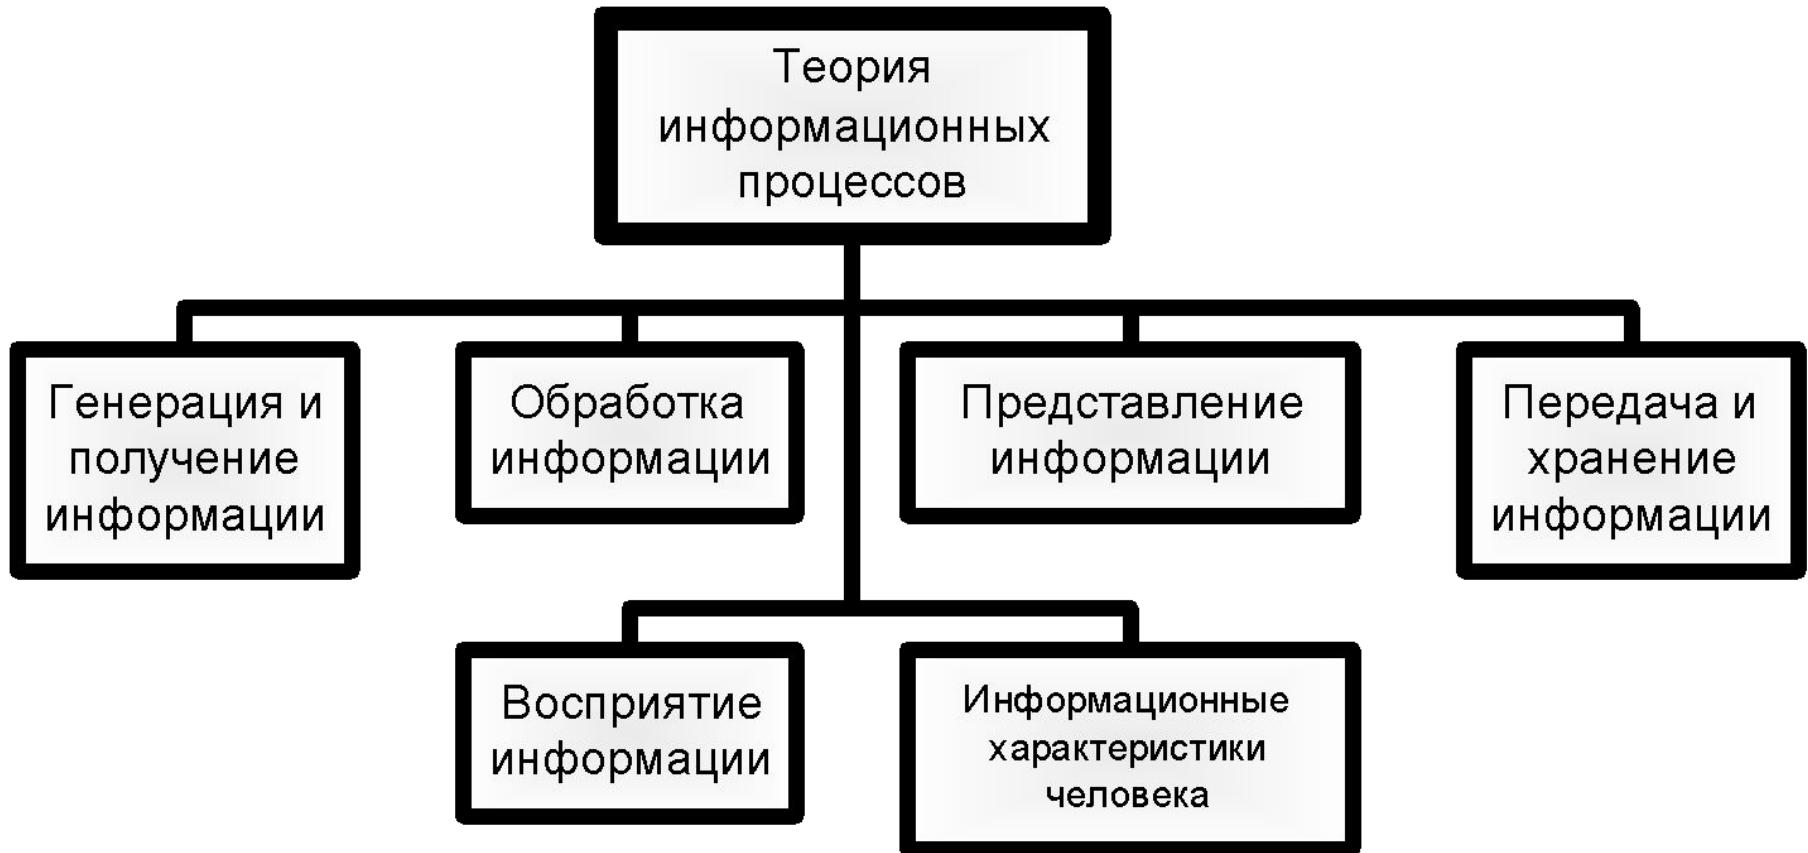 Теория
информационных
процессов
Генерация и
получение
информации
Обработка
информации
Представление
информации
Передача и
хранение
информации
Восприятие
информации
Информационные
характеристики
человека